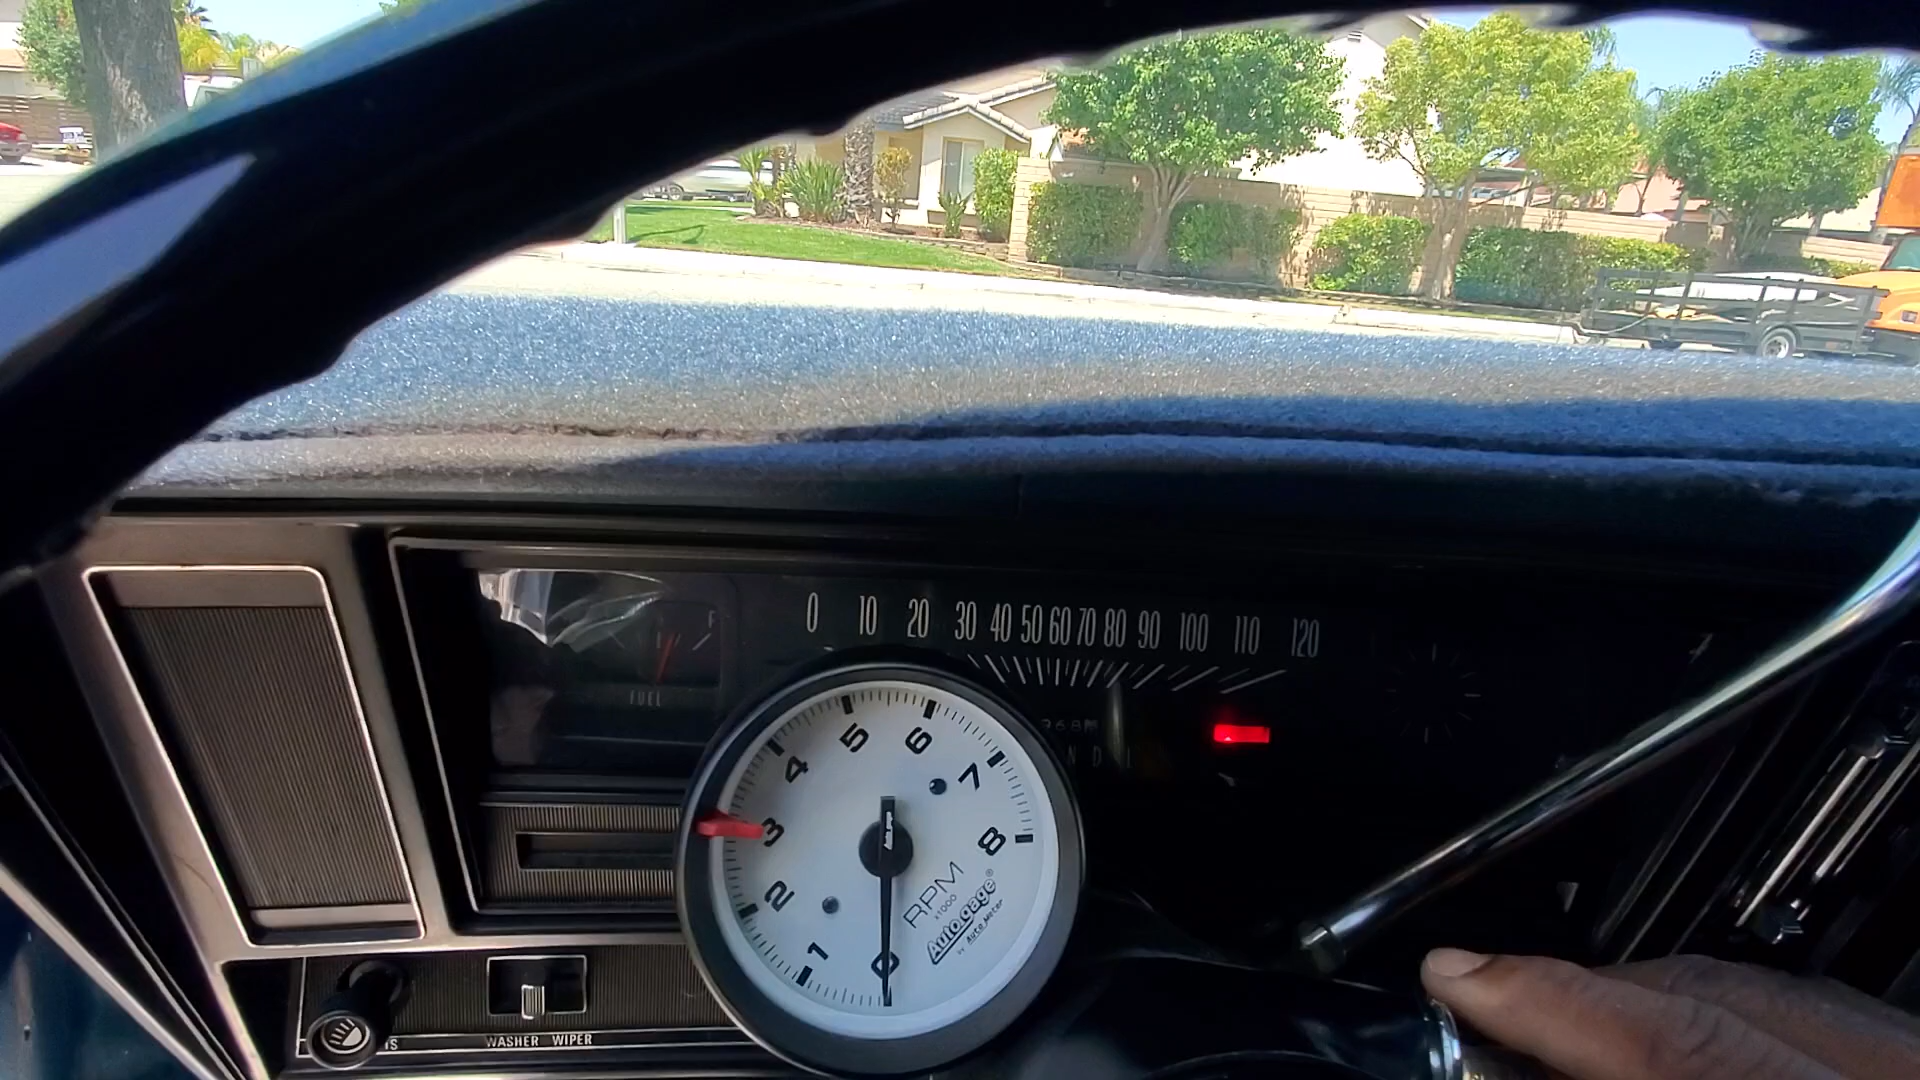 0 10 20 30 40 50 60 70 80 90 100 110 120
F
FUEL
368
N D L
0 1 2 3 4 5 6 7 8
RPM
x1000
Auto gage®
by Auto Meter
WASHER WIPER